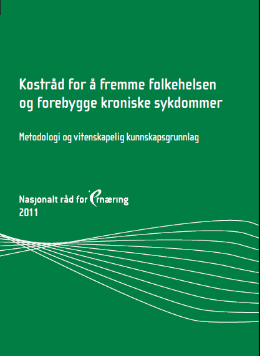 Kostråd for å fremme folkehelsen
og forebygge kroniske sykdommer
Metodologi og vitenskapelig kunnskapsgrunnlag
Nasjonalt råd for ernæring
2011